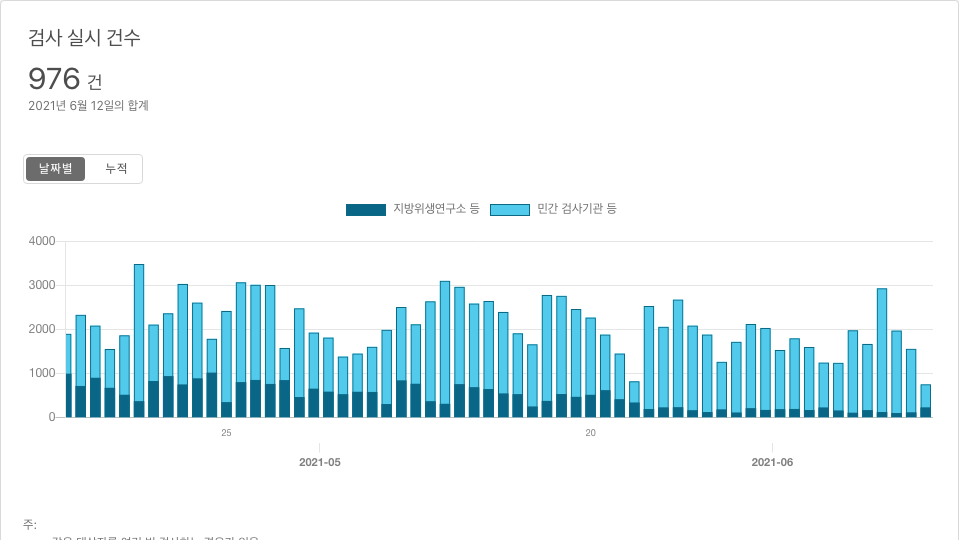 검사 실시 건수
976 건
2021년 6월 12일의 합계
날짜별 누적
지방위생연구소 등 민간 검사기관 등
4000
3000
2000
1000
0
25 20
2021-05 2021-06
주: